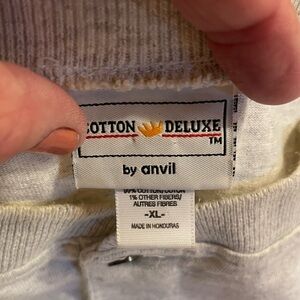 COTTON DELUXE
TM
by anvil
99% COTTON/COTON
1% OTHER FIBERS/
AUTRES FIBRES
-XL-
MADE IN HONDURAS